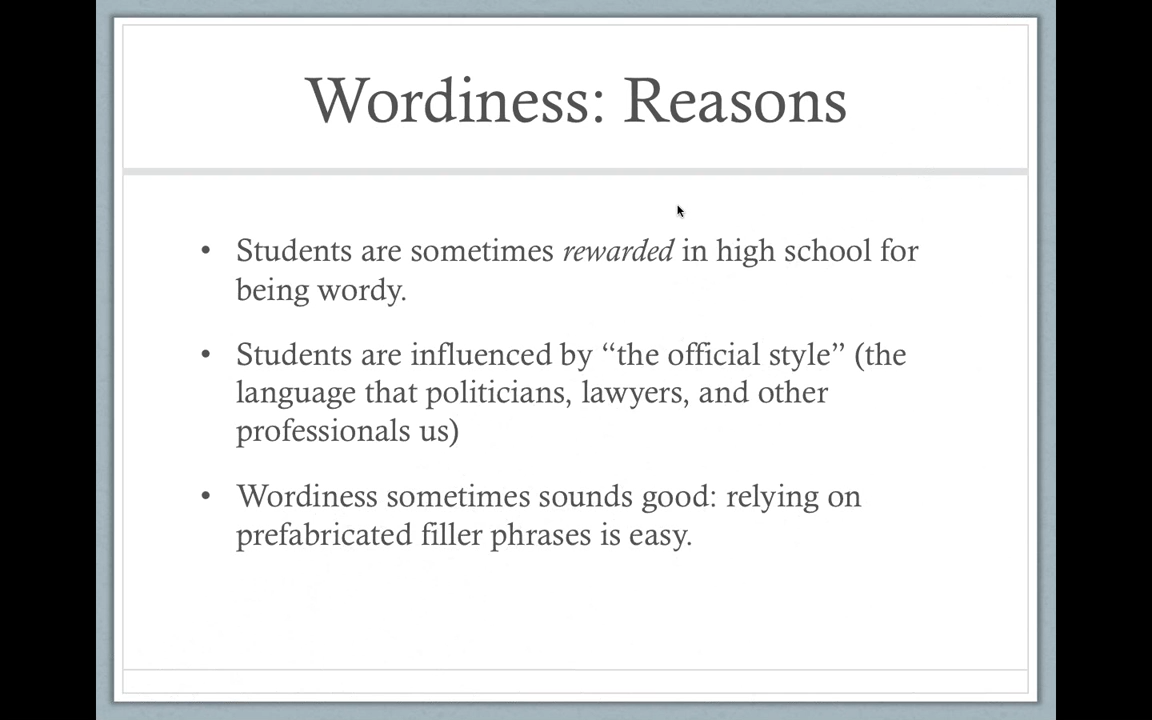 Wordiness: Reasons
• Students are sometimes rewarded in high school for
being wordy.
• Students are influenced by “the official style” (the
language that politicians, lawyers, and other
professionals us)
• Wordiness sometimes sounds good: relying on
prefabricated filler phrases is easy.